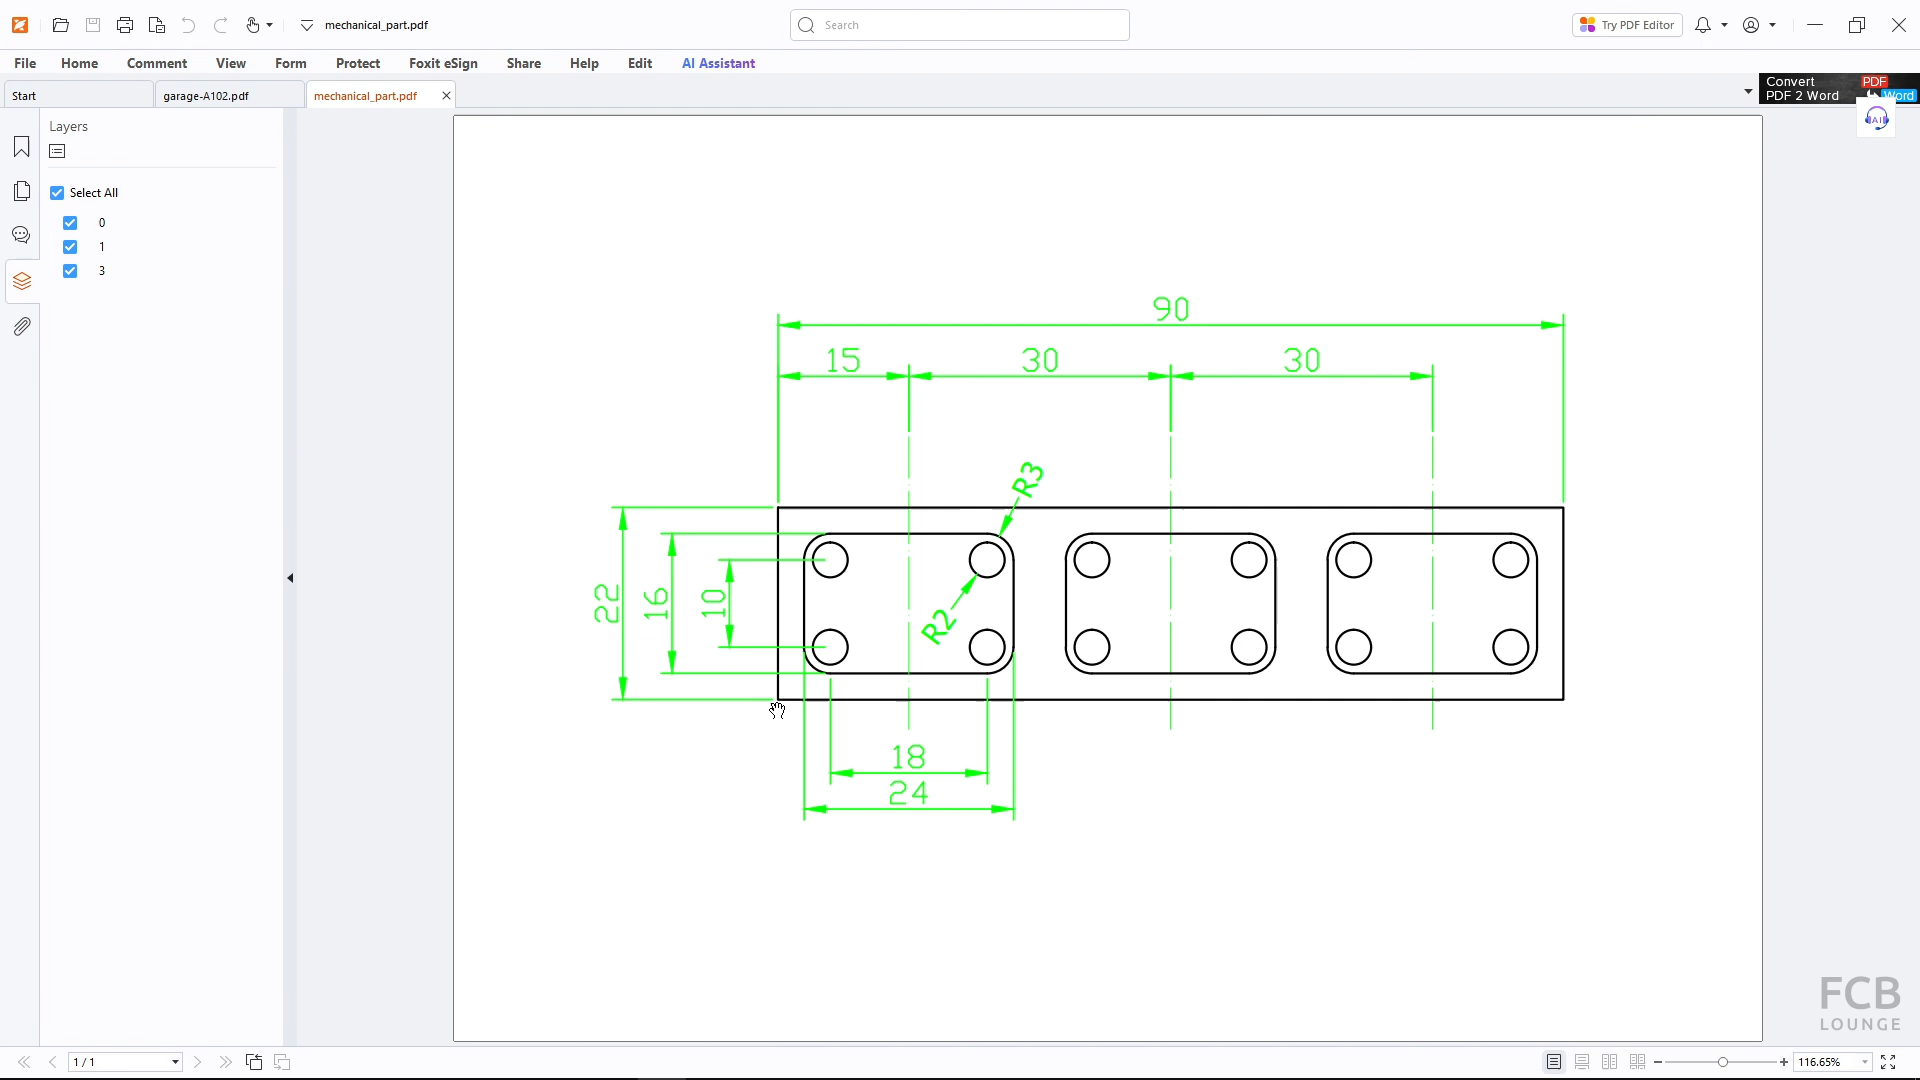 mechanical_part.pdf
Search
Try PDF Editor
File Home Comment View Form Protect Foxit eSign Share Help Edit AI Assistant
Start garage-A102.pdf mechanical_part.pdf
Convert PDF
PDF 2 Word Word
AI
Layers
Select All
0
1
3
90
15 30 30
R3
22 16 10
R2
18
24
FCB
LOUNGE
1 / 1
116.65%